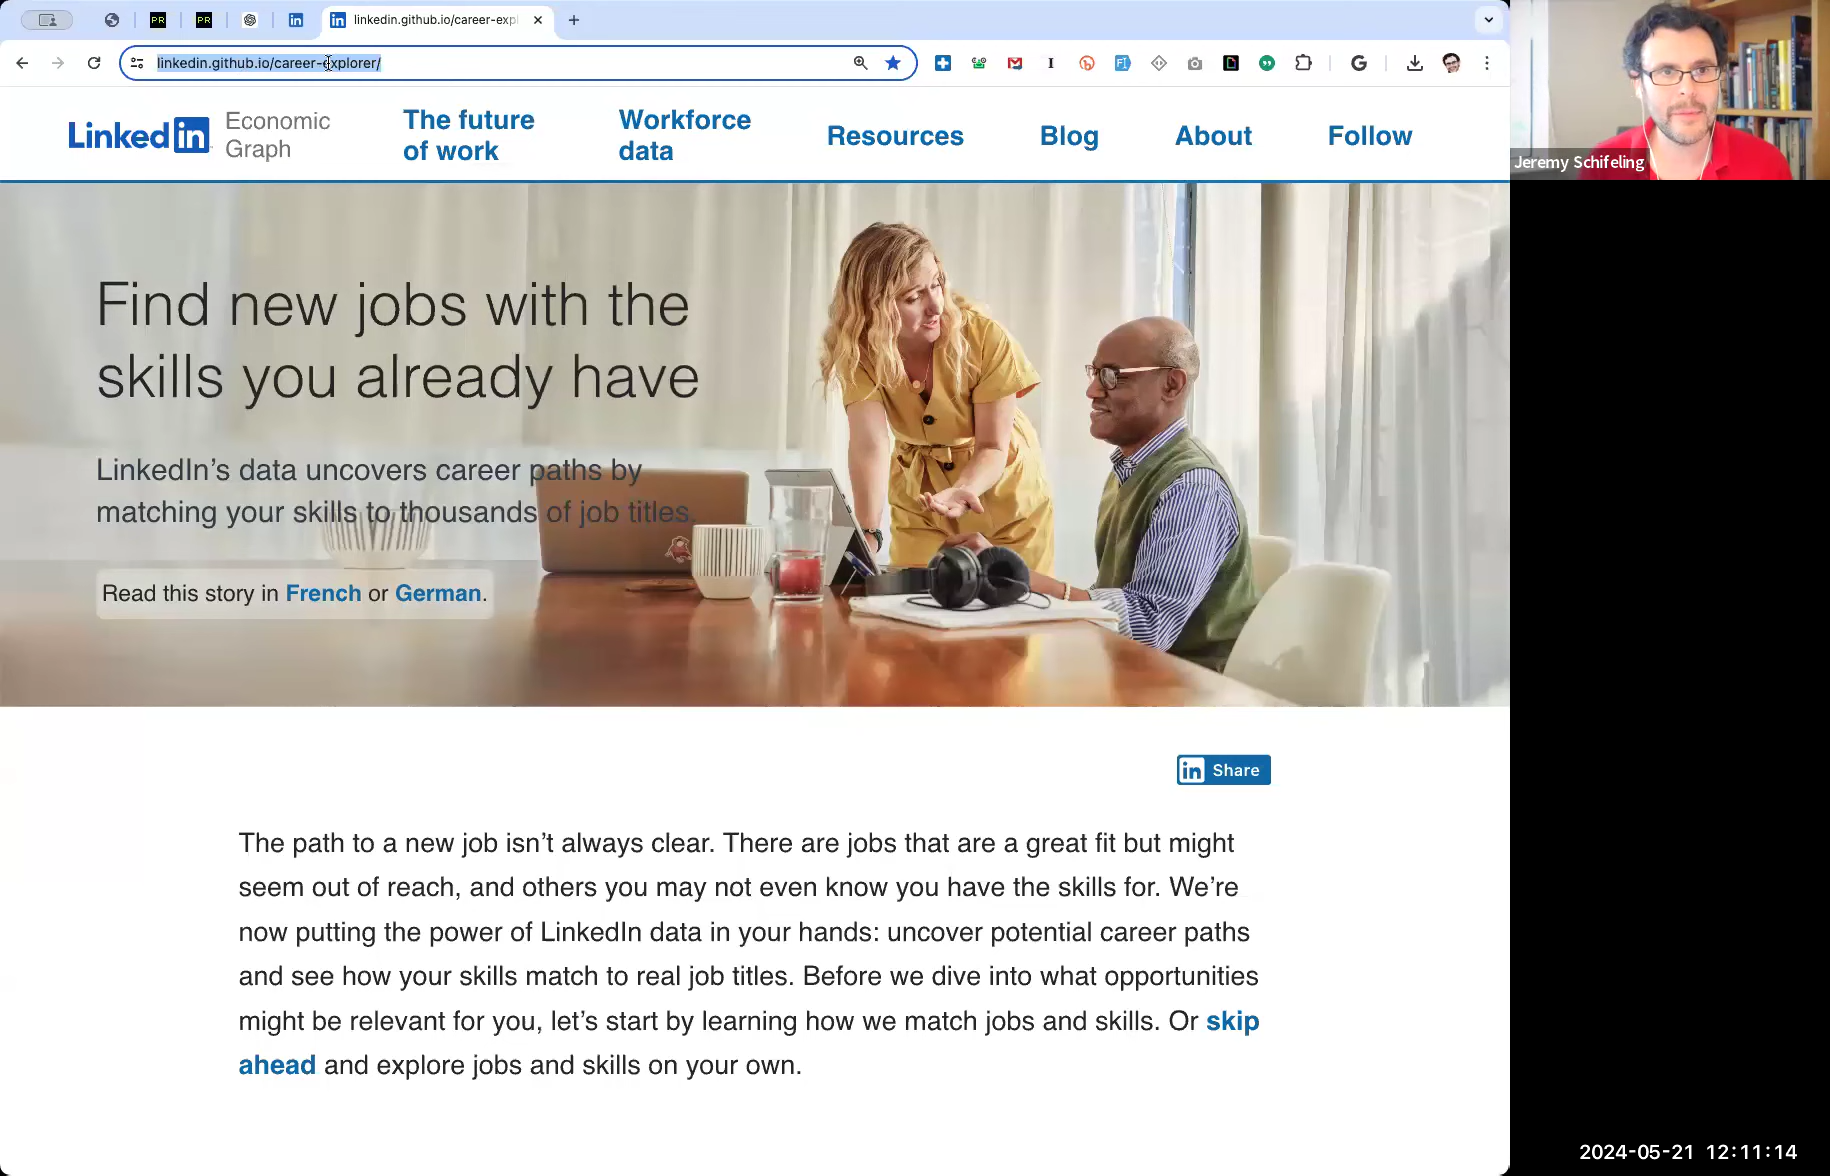 linkedin.github.io/career-expl
linkedin.github.io/career-explorer/
Linked in
Economic
Graph
The future
of work
Workforce
data
Resources
Blog
About
Follow
Jeremy Schifeling
Find new jobs with the
skills you already have
LinkedIn’s data uncovers career paths by
matching your skills to thousands of job titles.
Read this story in French or German.
in Share
The path to a new job isn’t always clear. There are jobs that are a great fit but might
seem out of reach, and others you may not even know you have the skills for. We’re
now putting the power of LinkedIn data in your hands: uncover potential career paths
and see how your skills match to real job titles. Before we dive into what opportunities
might be relevant for you, let’s start by learning how we match jobs and skills. Or skip
ahead and explore jobs and skills on your own.
2024-05-21 12:11:14